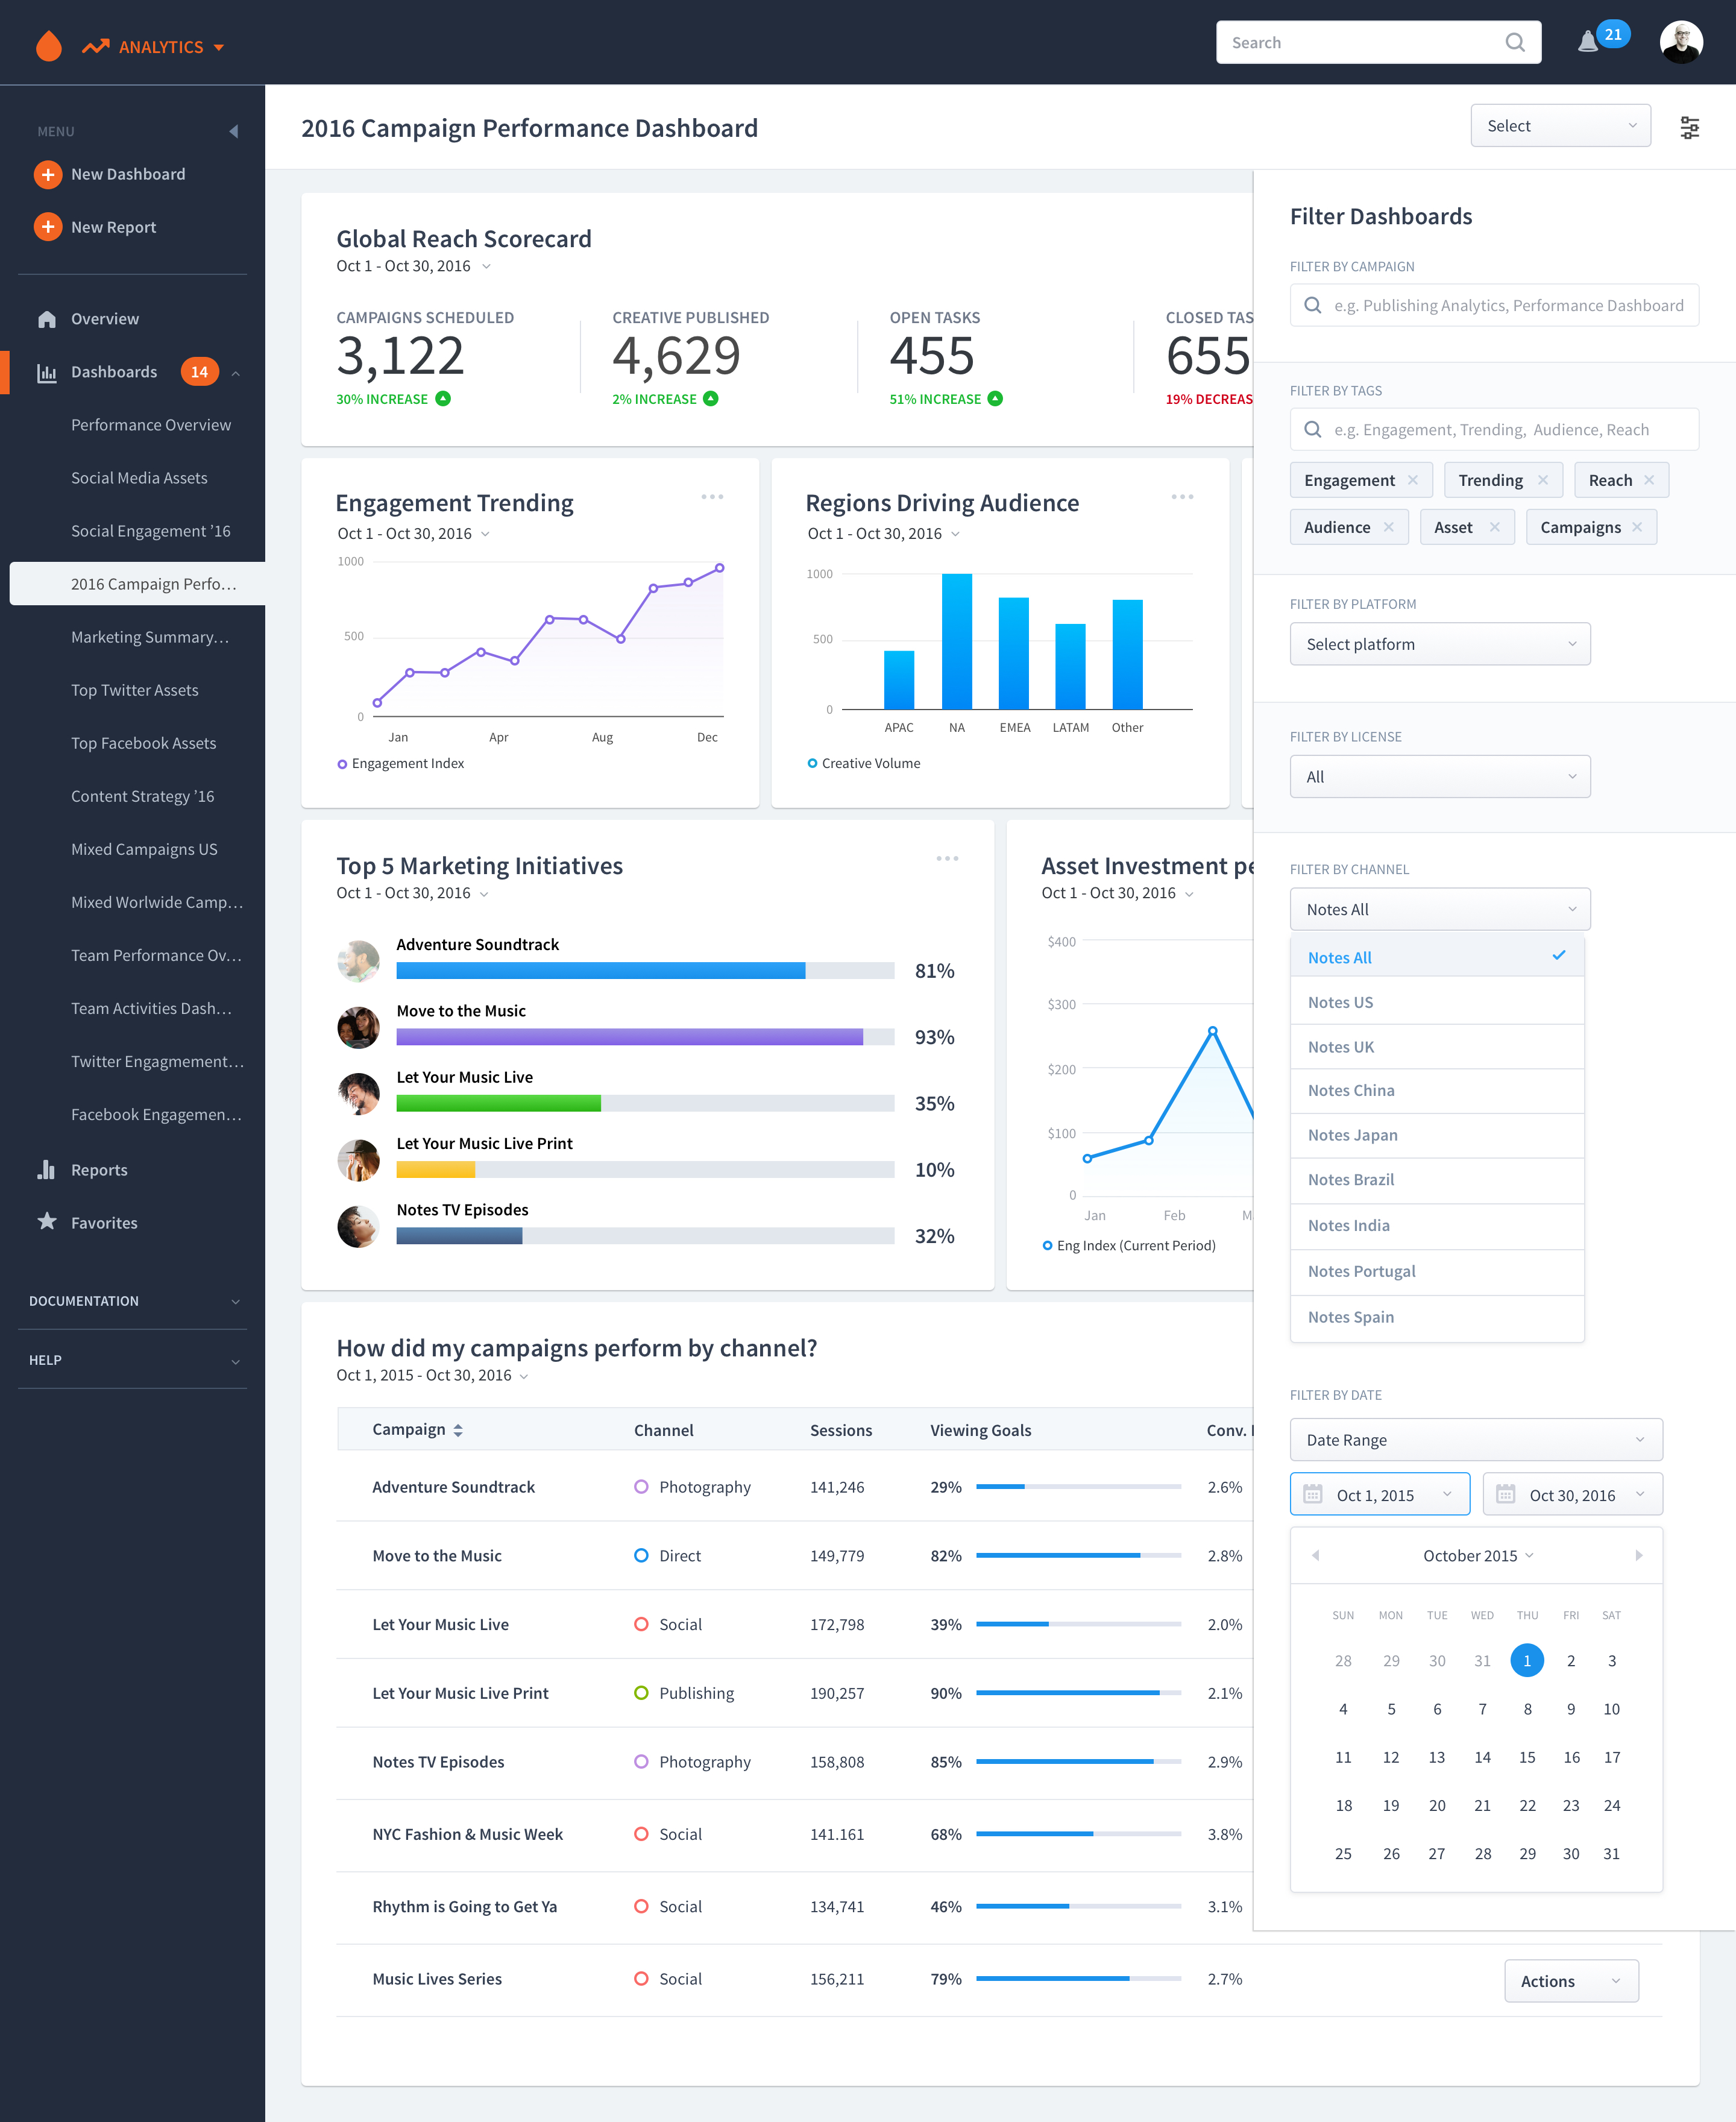 ANALYTICS
Search
21
MENU
New Dashboard
New Report
Overview
Dashboards 14
Performance Overview
Social Media Assets
Social Engagement ’16
2016 Campaign Perfo…
Marketing Summary…
Top Twitter Assets
Top Facebook Assets
Content Strategy ’16
Mixed Campaigns US
Mixed Worlwide Camp…
Team Performance Ov…
Team Activities Dash…
Twitter Engagmement…
Facebook Engagemen…
Reports
Favorites
DOCUMENTATION
HELP
2016 Campaign Performance Dashboard
Select
Global Reach Scorecard
Oct 1 - Oct 30, 2016
CAMPAIGNS SCHEDULED
3,122
30% INCREASE
CREATIVE PUBLISHED
4,629
2% INCREASE
OPEN TASKS
455
51% INCREASE
CLOSED TAS
655
19% DECREAS
Engagement Trending
Oct 1 - Oct 30, 2016
1000
500
0
Jan Apr Aug Dec
Engagement Index
Regions Driving Audience
Oct 1 - Oct 30, 2016
1000
500
0
APAC NA EMEA LATAM Other
Creative Volume
Top 5 Marketing Initiatives
Oct 1 - Oct 30, 2016
Adventure Soundtrack
81%
Move to the Music
93%
Let Your Music Live
35%
Let Your Music Live Print
10%
Notes TV Episodes
32%
Asset Investment pe
Oct 1 - Oct 30, 2016
$400
$300
$200
$100
0
Jan Feb M
Eng Index (Current Period)
How did my campaigns perform by channel?
Oct 1, 2015 - Oct 30, 2016
Campaign Channel Sessions Viewing Goals Conv.
Adventure Soundtrack Photography 141,246 29% 2.6%
Move to the Music Direct 149,779 82% 2.8%
Let Your Music Live Social 172,798 39% 2.0%
Let Your Music Live Print Publishing 190,257 90% 2.1%
Notes TV Episodes Photography 158,808 85% 2.9%
NYC Fashion & Music Week Social 141.161 68% 3.8%
Rhythm is Going to Get Ya Social 134,741 46% 3.1%
Music Lives Series Social 156,211 79% 2.7% Actions
Filter Dashboards
FILTER BY CAMPAIGN
e.g. Publishing Analytics, Performance Dashboard
FILTER BY TAGS
e.g. Engagement, Trending, Audience, Reach
Engagement Trending Reach
Audience Asset Campaigns
FILTER BY PLATFORM
Select platform
FILTER BY LICENSE
All
FILTER BY CHANNEL
Notes All
Notes All
Notes US
Notes UK
Notes China
Notes Japan
Notes Brazil
Notes India
Notes Portugal
Notes Spain
FILTER BY DATE
Date Range
Oct 1, 2015 Oct 30, 2016
October 2015
SUN MON TUE WED THU FRI SAT
28 29 30 31 1 2 3
4 5 6 7 8 9 10
11 12 13 14 15 16 17
18 19 20 21 22 23 24
25 26 27 28 29 30 31